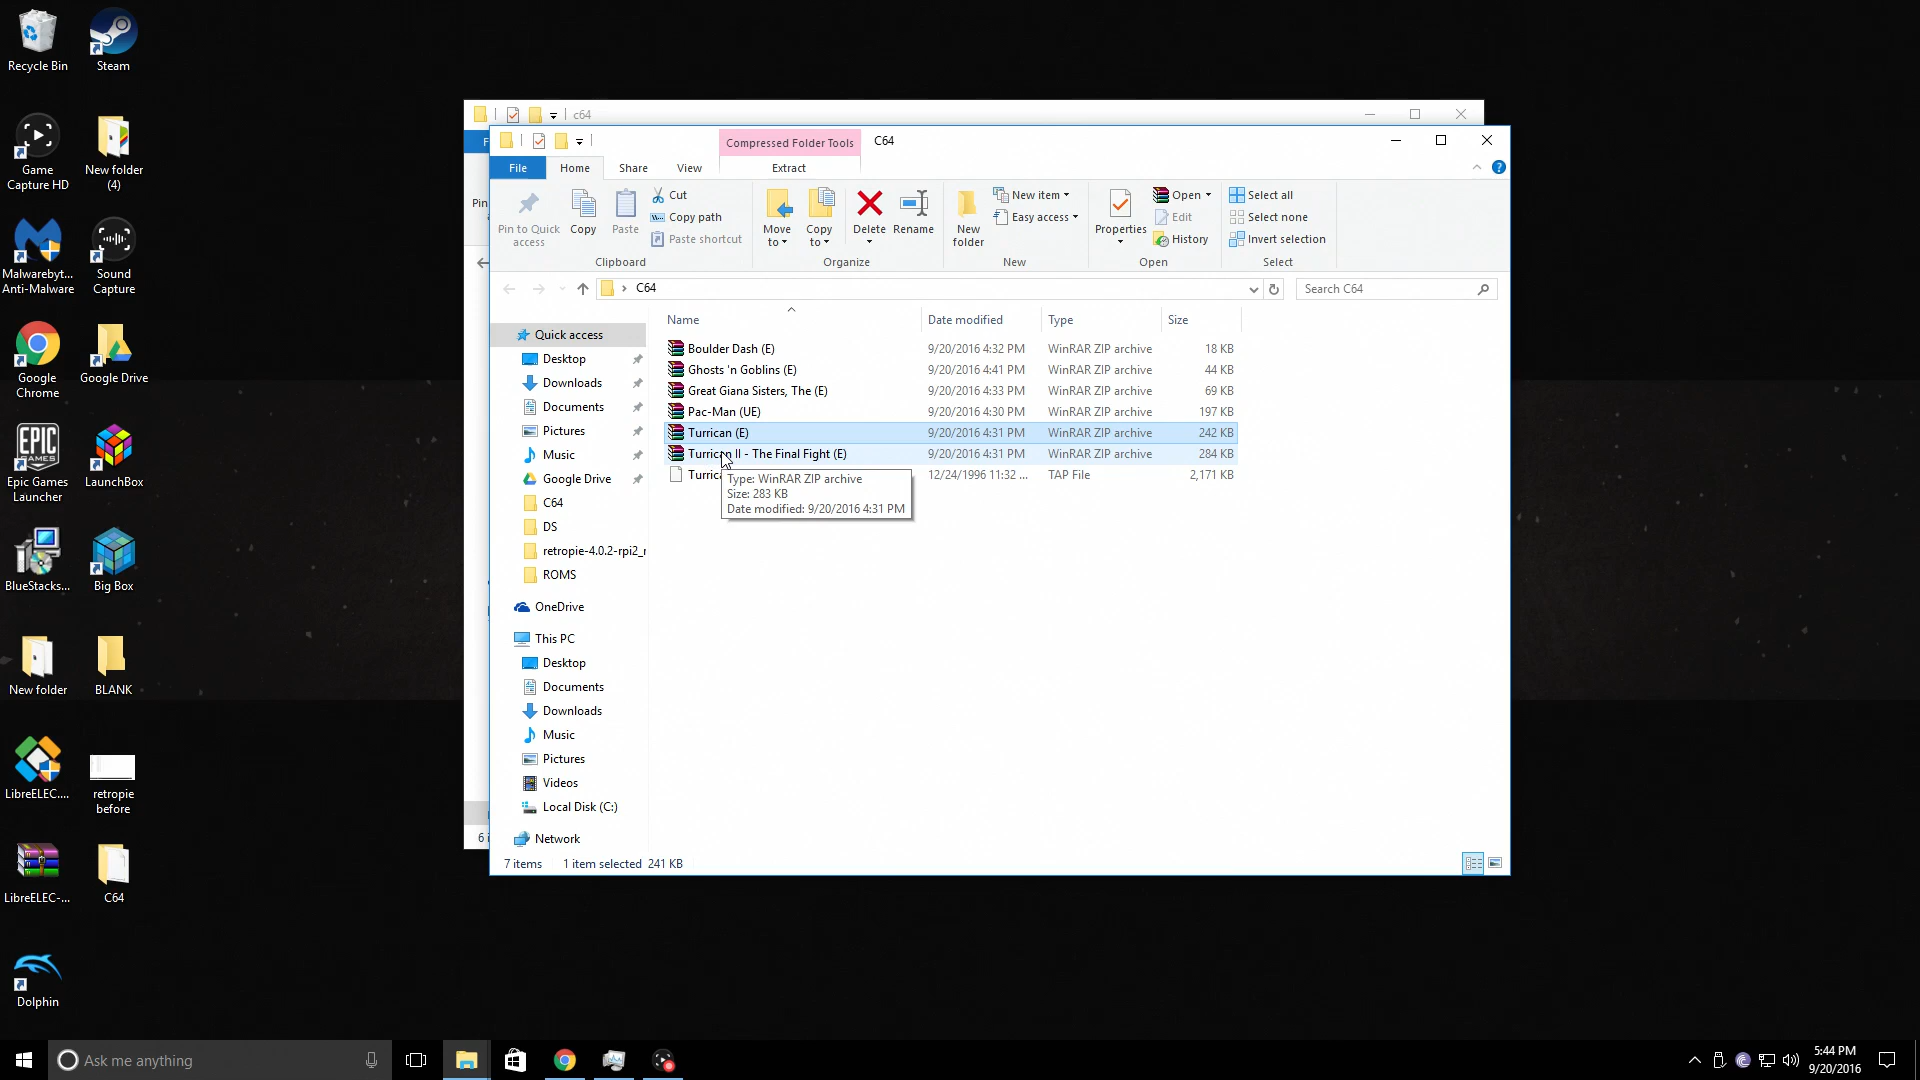 Recycle Bin
Steam
Game
Capture HD
New folder
(4)
Malwarebyt...
Anti-Malware
Sound
Capture
Google
Chrome
Google Drive
Epic Games
Launcher
LaunchBox
BlueStacks...
Big Box
New folder
BLANK
LibreELEC....
retropie
before
LibreELEC-...
C64
Dolphin
c64
Compressed Folder Tools
C64
File
Home
Share
View
Extract
Pin to Quick
access
Copy
Paste
Cut
Copy path
Paste shortcut
Move
to
Copy
to
Delete
Rename
New
folder
New item
Easy access
Properties
Open
Edit
History
Select all
Select none
Invert selection
Clipboard
Organize
New
Open
Select
C64
Search C64
Quick access
Desktop
Downloads
Documents
Pictures
Music
Google Drive
C64
DS
retropie-4.0.2-rpi2_r
ROMS
OneDrive
This PC
Desktop
Documents
Downloads
Music
Pictures
Videos
Local Disk (C:)
Network
Name Date modified Type Size
Boulder Dash (E) 9/20/2016 4:32 PM WinRAR ZIP archive 18 KB
Ghosts 'n Goblins (E) 9/20/2016 4:41 PM WinRAR ZIP archive 44 KB
Great Giana Sisters, The (E) 9/20/2016 4:33 PM WinRAR ZIP archive 69 KB
Pac-Man (UE) 9/20/2016 4:30 PM WinRAR ZIP archive 197 KB
Turrican (E) 9/20/2016 4:31 PM WinRAR ZIP archive 242 KB
Turrican II - The Final Fight (E) 9/20/2016 4:31 PM WinRAR ZIP archive 284 KB
Turrica 12/24/1996 11:32 ... TAP File 2,171 KB
Type: WinRAR ZIP archive
Size: 283 KB
Date modified: 9/20/2016 4:31 PM
7 items 1 item selected 241 KB
Pin
6 i
Ask me anything
5:44 PM
9/20/2016